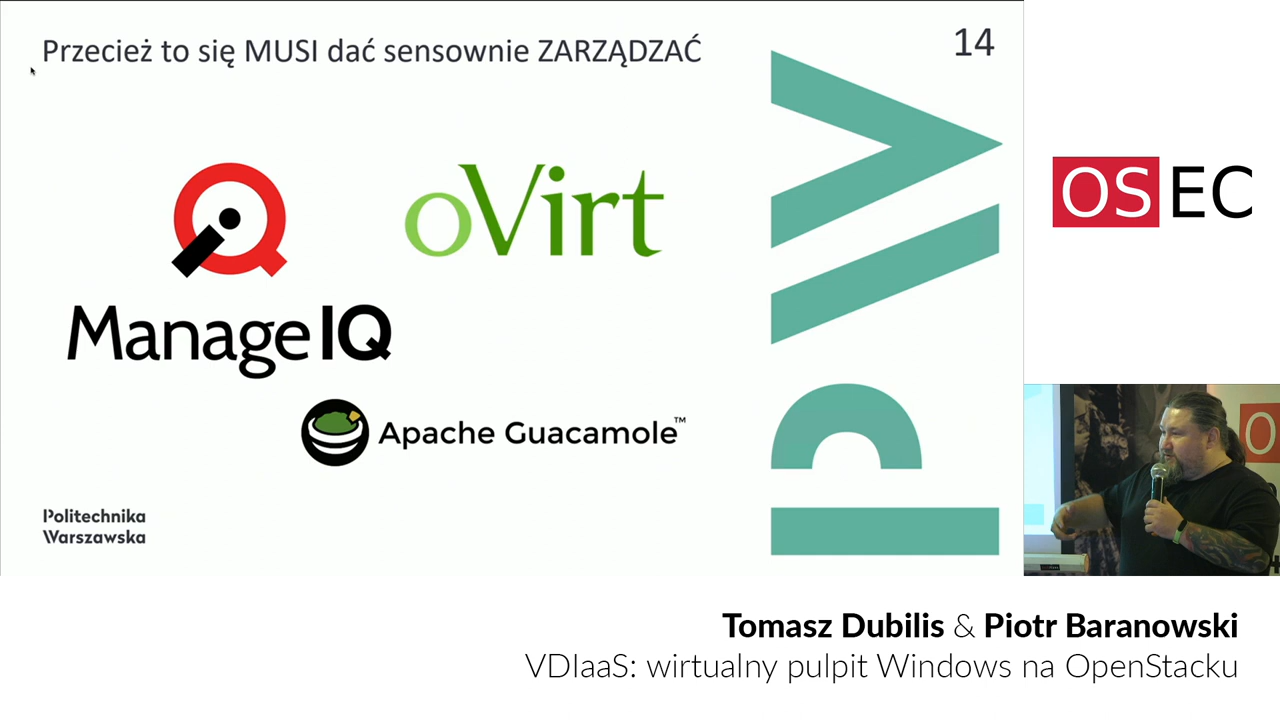 Przecież to się MUSI dać sensownie ZARZĄDZAĆ
14
oVirt
ManageIQ
Apache Guacamole™
Politechnika
Warszawska
OSEC
O
Tomasz Dubilis & Piotr Baranowski
VDIaaS: wirtualny pulpit Windows na OpenStacku